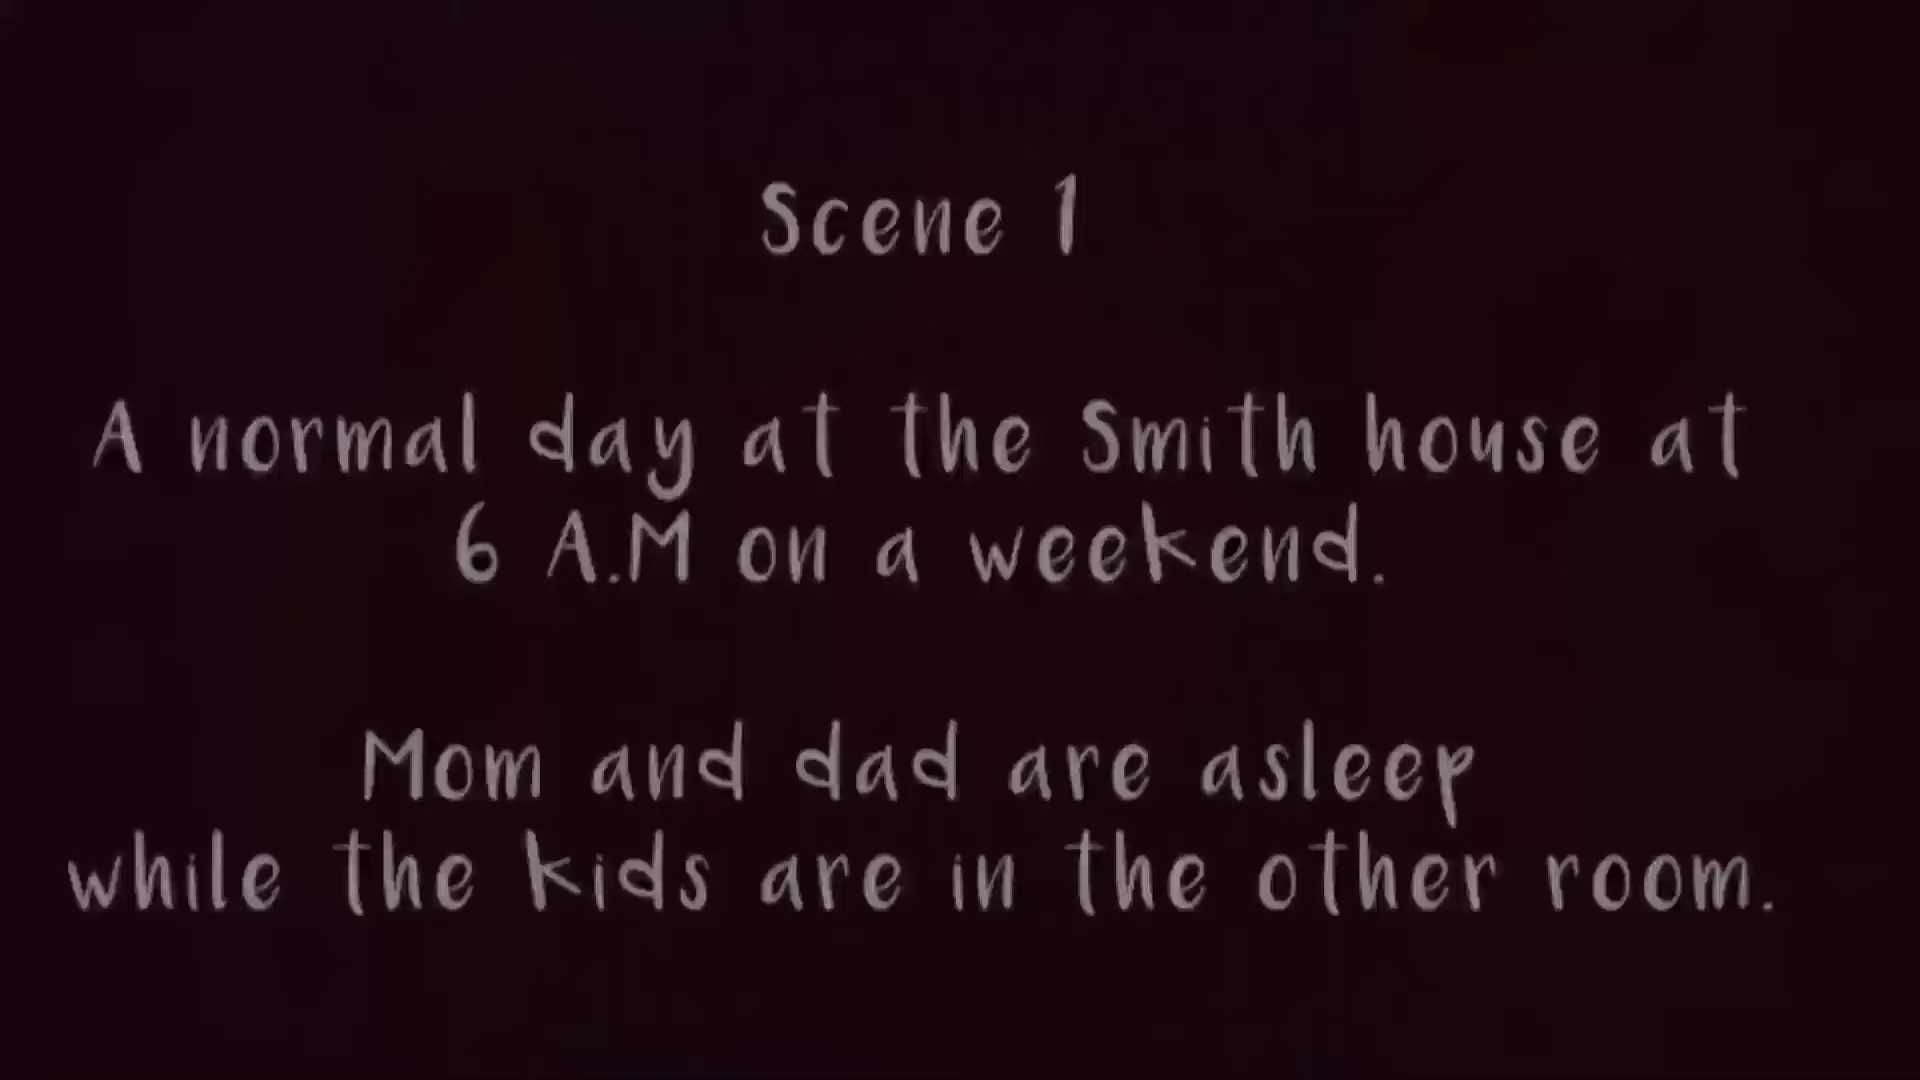 Scene 1
A normal day at the Smith house at
6 A.M on a weekend.
Mom and dad are asleep
while the kids are in the other room.